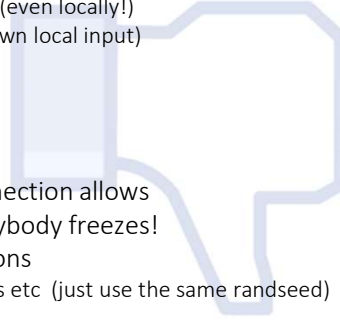 (even locally!)
wn local input)
nection allows
ybody freezes!
ons
s etc (just use the same randseed)